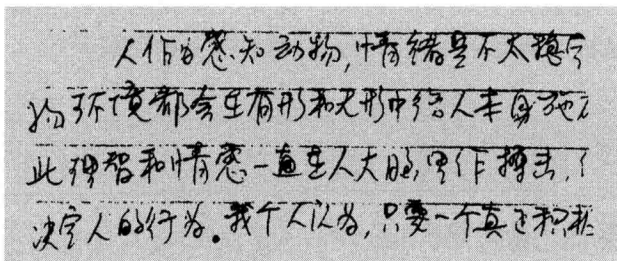 人作为感知动物,情绪是不太稳定
物环境都会在有形和无形中给人本身施加
此理智和情感一直在人大脑里作搏击,
决定人的行为。我个人认为,只要一个真正积极